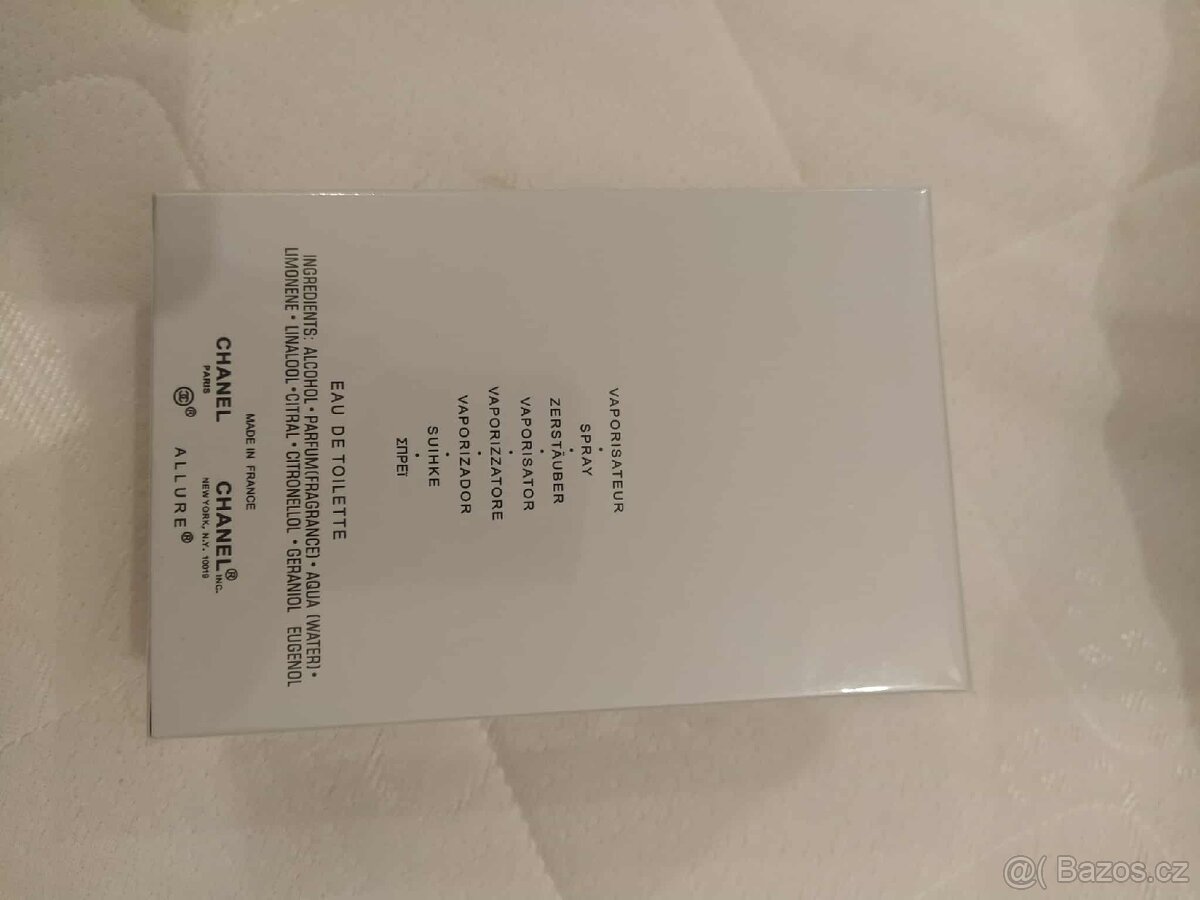 VAPORISATEUR
•
SPRAY
•
ZERSTÄUBER
•
VAPORISATOR
•
VAPORIZZATORE
•
VAPORIZADOR
•
SUIHKE
•
ΣΠΡΕΪ
EAU DE TOILETTE
INGREDIENTS: ALCOHOL • PARFUM(FRAGRANCE) • AQUA (WATER) •
LIMONENE • LINALOOL • CITRAL • CITRONELLOL • GERANIOL EUGENOL
MADE IN FRANCE
CHANEL CHANEL® INC.
PARIS NEW YORK, N.Y. 10019
® ALLURE®
@( Bazos.cz